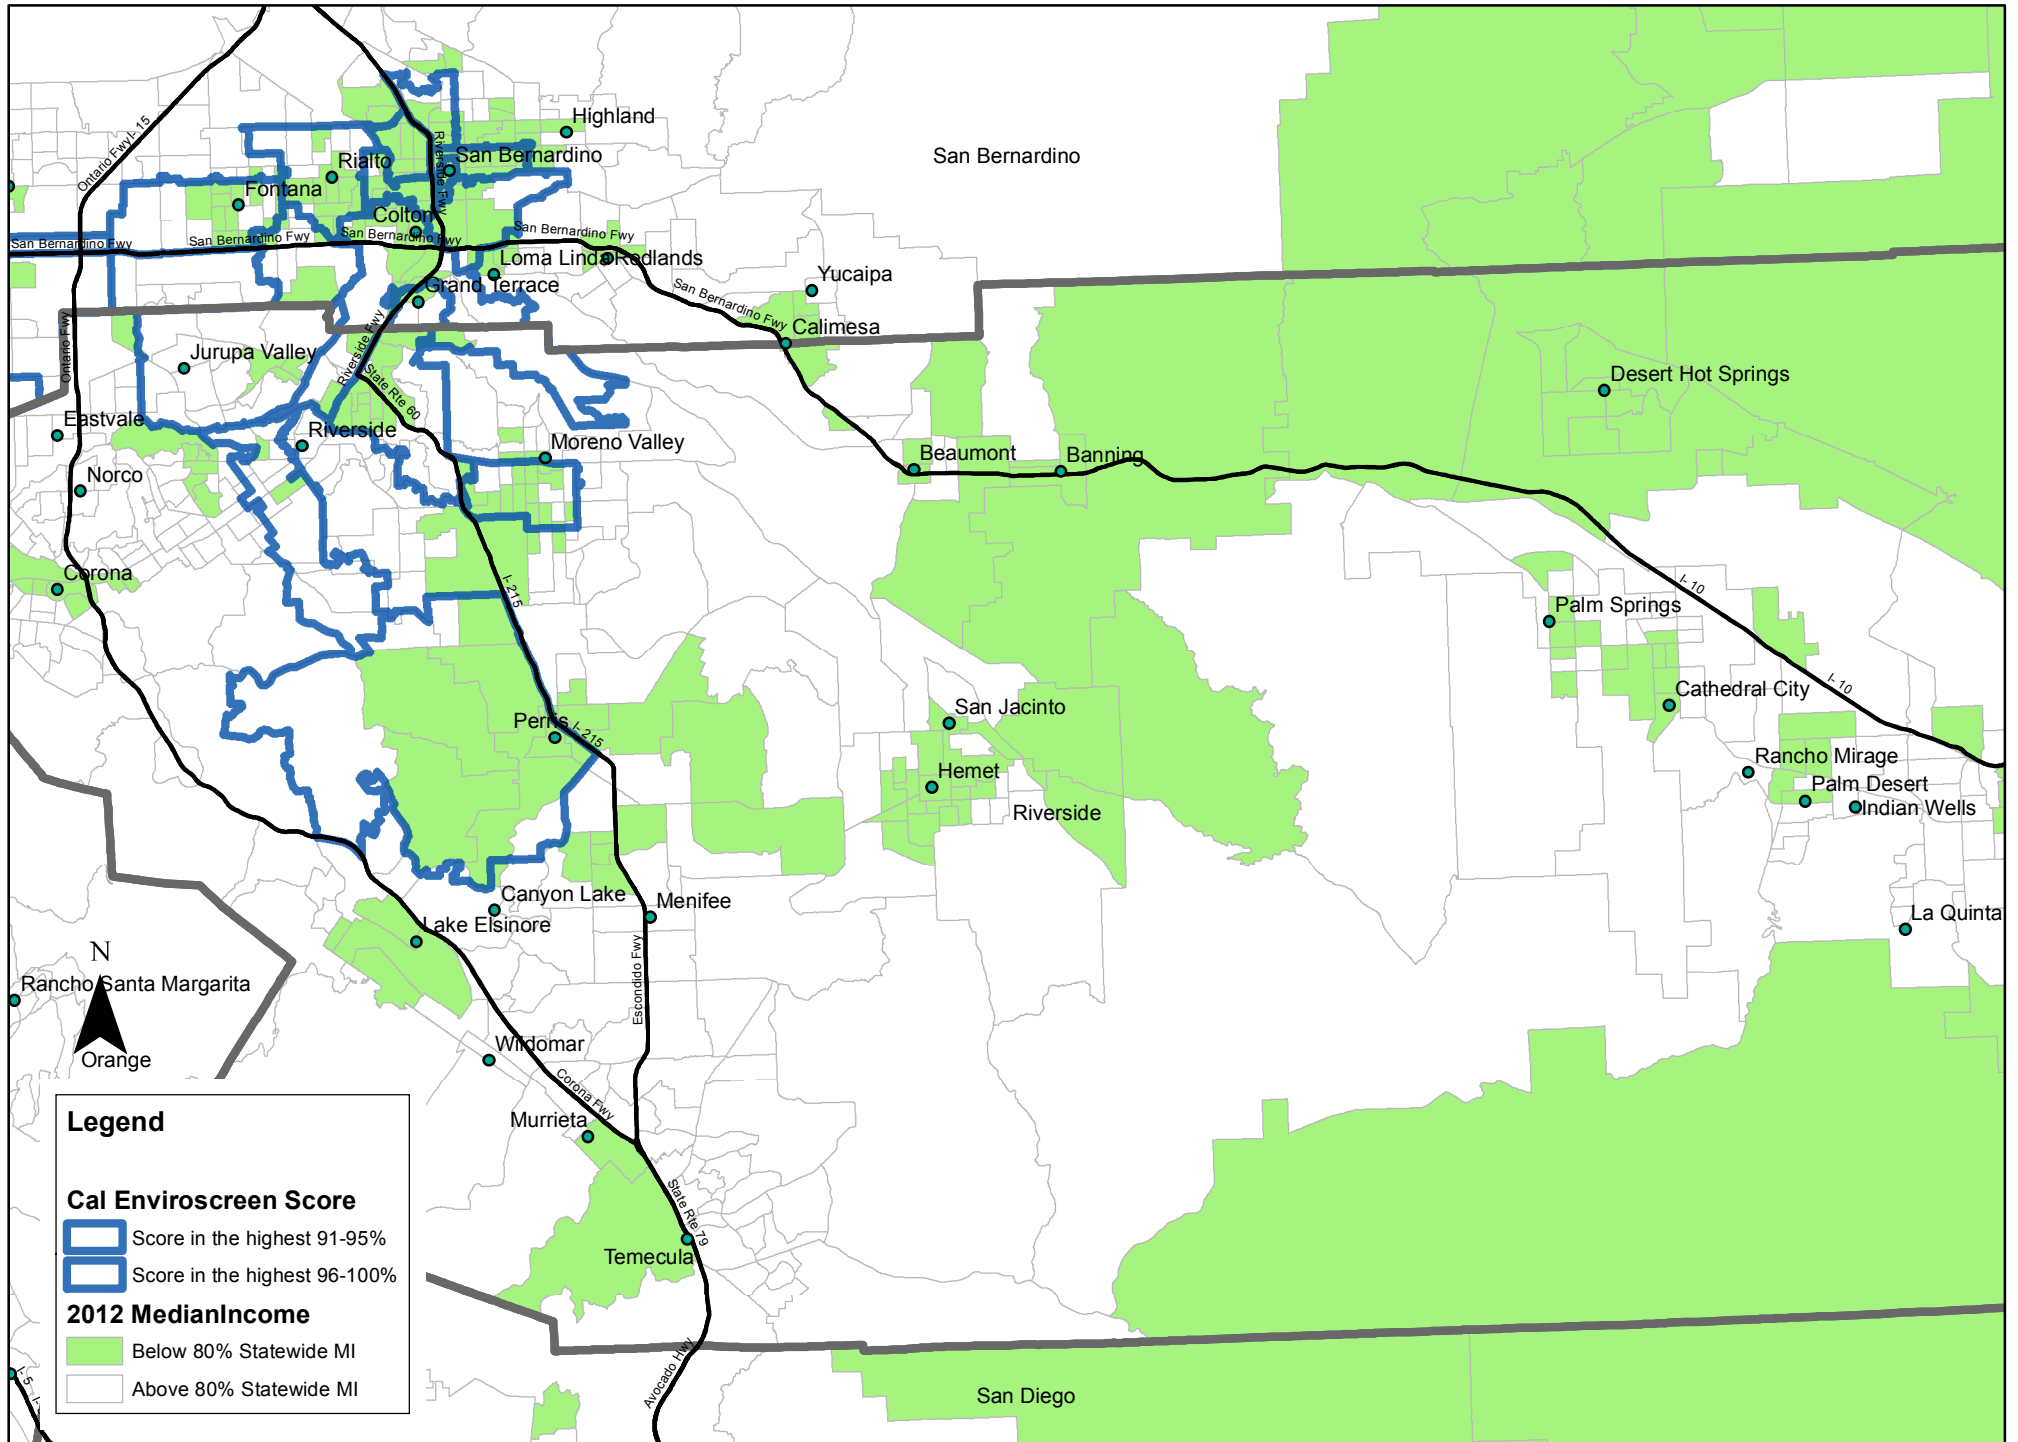 Ontario Fwy
I- 15
Riverside Fwy
Highland
San Bernardino
San Bernardino
Rialto
Fontana
Colton
San Bernardino Fwy
San Bernardino Fwy
San Bernardino Fwy
San Bernardino Fwy
Loma Linda
Redlands
Grand Terrace
Yucaipa
San Bernardino Fwy
Calimesa
Ontario Fwy
Jurupa Valley
Riverside Fwy
State Rte 60
Desert Hot Springs
Eastvale
Riverside
Moreno Valley
Beaumont
Banning
Norco
Corona
I- 215
I- 10
Palm Springs
I- 10
Cathedral City
San Jacinto
Perris
I- 215
Hemet
Riverside
Rancho Mirage
Palm Desert
Indian Wells
Canyon Lake
Menifee
Lake Elsinore
La Quinta
Escondido Fwy
N
Rancho Santa Margarita
Orange
Wildomar
Corona Fwy
Murrieta
State Rte 79
Temecula
Avocado Hwy
San Diego
I- 5
Legend
Cal Enviroscreen Score
Score in the highest 91-95%
Score in the highest 96-100%
2012 MedianIncome
Below 80% Statewide MI
Above 80% Statewide MI